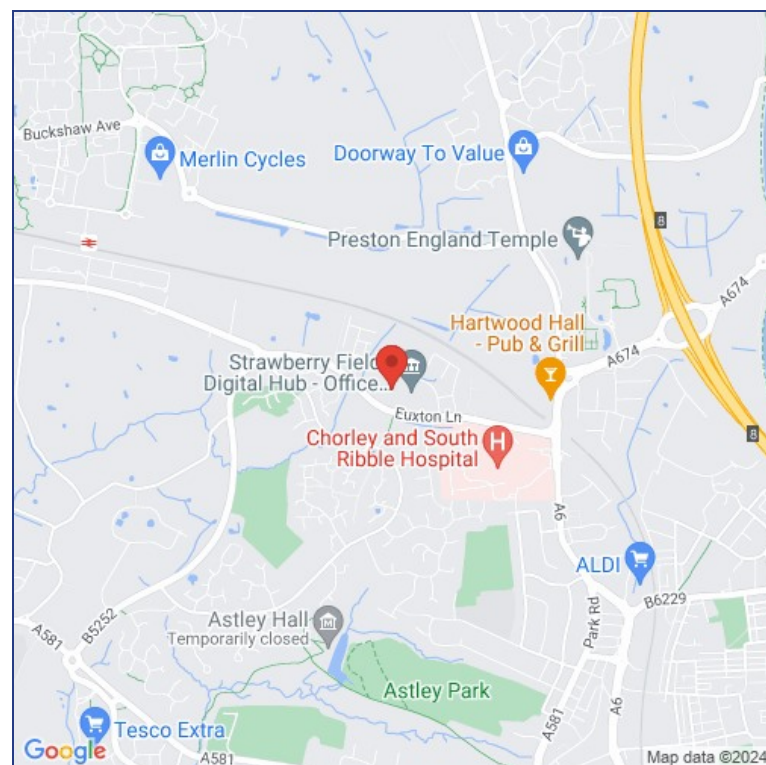 Buckshaw Ave
Merlin Cycles
Doorway To Value
Preston England Temple
8
A674
A674
Hartwood Hall
- Pub & Grill
Strawberry Field
Digital Hub - Office...
Euxton Ln
Chorley and South
Ribble Hospital
H
8
A6
ALDI
B6229
Park Rd
Astley Hall
Temporarily closed
B5252
A581
Astley Park
A581
A6
Tesco Extra
A581
Google
Map data ©2024